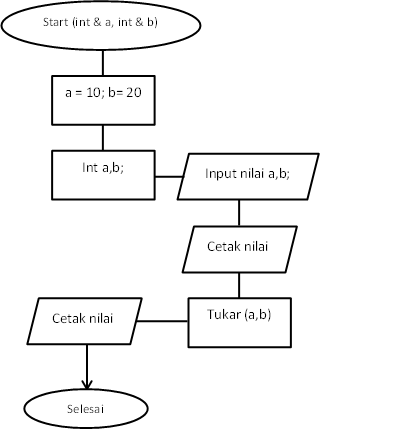 Start (int & a, int & b)
a = 10; b= 20
Int a,b;
Input nilai a,b;
Cetak nilai
Tukar (a,b)
Cetak nilai
Selesai